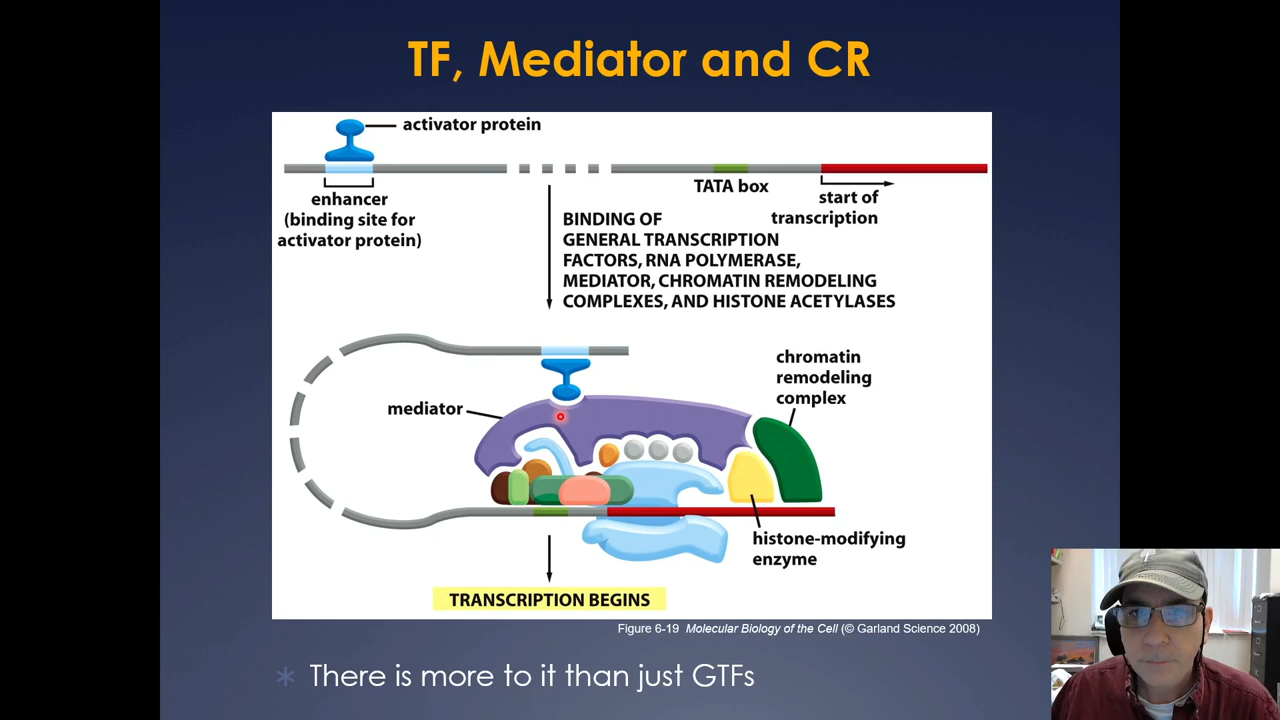 TF, Mediator and CR
activator protein
enhancer
(binding site for
activator protein)
TATA box
start of
transcription
BINDING OF
GENERAL TRANSCRIPTION
FACTORS, RNA POLYMERASE,
MEDIATOR, CHROMATIN REMODELING
COMPLEXES, AND HISTONE ACETYLASES
chromatin
remodeling
complex
mediator
histone-modifying
enzyme
TRANSCRIPTION BEGINS
Figure 6-19 Molecular Biology of the Cell (© Garland Science 2008)
There is more to it than just GTFs